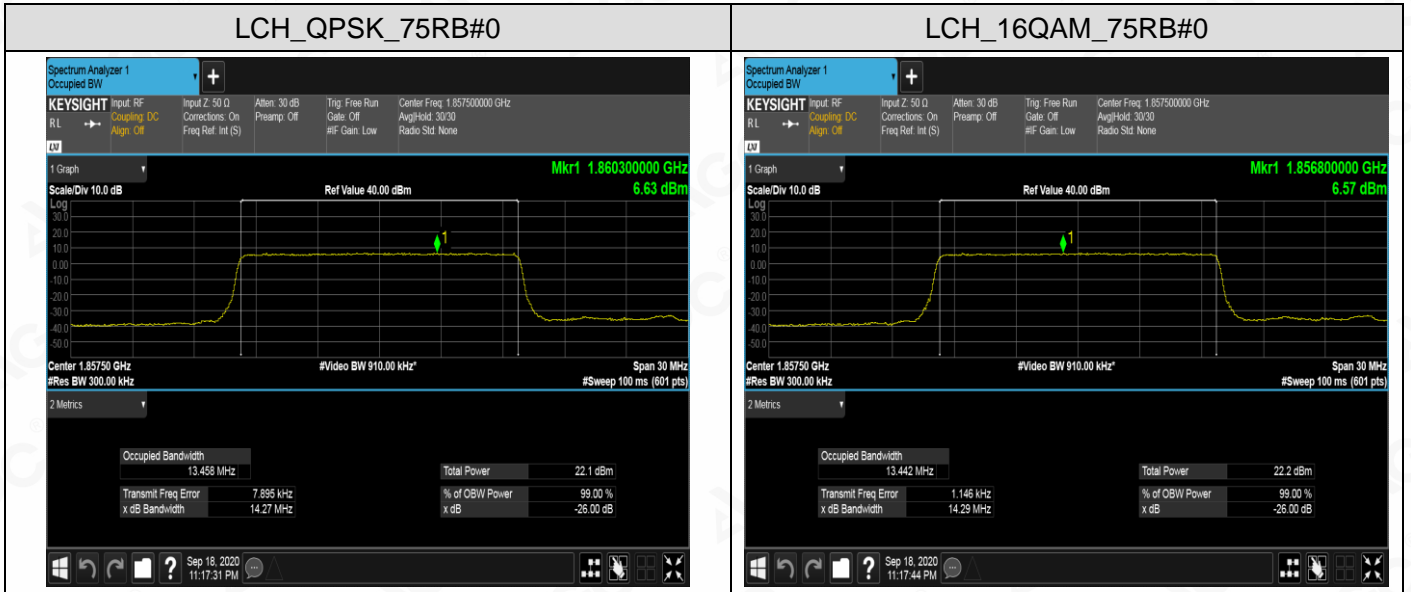 LCH_QPSK_75RB#0
LCH_16QAM_75RB#0
Spectrum Analyzer 1
Occupied BW
+
KEYSIGHT
Input: RF
Coupling: DC
Align: Off
Input Z: 50 Ω
Corrections: On
Freq Ref: Int (S)
Atten: 30 dB
Preamp: Off
Trig: Free Run
Gate: Off
#IF Gain: Low
Center Freq: 1.857500000 GHz
Avg|Hold: 30/30
Radio Std: None
RL
LXI
1 Graph
Mkr1 1.860300000 GHz
6.63 dBm
Scale/Div 10.0 dB
Ref Value 40.00 dBm
Log
30.0
20.0
10.0
0.00
-10.0
-20.0
-30.0
-40.0
-50.0
1
Center 1.85750 GHz
#Video BW 910.00 kHz*
Span 30 MHz
#Res BW 300.00 kHz
#Sweep 100 ms (601 pts)
2 Metrics
Occupied Bandwidth
13.458 MHz
Total Power 22.1 dBm
Transmit Freq Error 7.895 kHz
% of OBW Power 99.00 %
x dB Bandwidth 14.27 MHz
x dB -26.00 dB
?
Sep 18, 2020
11:17:31 PM
Spectrum Analyzer 1
Occupied BW
+
KEYSIGHT
Input: RF
Coupling: DC
Align: Off
Input Z: 50 Ω
Corrections: On
Freq Ref: Int (S)
Atten: 30 dB
Preamp: Off
Trig: Free Run
Gate: Off
#IF Gain: Low
Center Freq: 1.857500000 GHz
Avg|Hold: 30/30
Radio Std: None
RL
LXI
1 Graph
Mkr1 1.856800000 GHz
6.57 dBm
Scale/Div 10.0 dB
Ref Value 40.00 dBm
Log
30.0
20.0
10.0
0.00
-10.0
-20.0
-30.0
-40.0
-50.0
1
Center 1.85750 GHz
#Video BW 910.00 kHz*
Span 30 MHz
#Res BW 300.00 kHz
#Sweep 100 ms (601 pts)
2 Metrics
Occupied Bandwidth
13.442 MHz
Total Power 22.2 dBm
Transmit Freq Error 1.146 kHz
% of OBW Power 99.00 %
x dB Bandwidth 14.29 MHz
x dB -26.00 dB
?
Sep 18, 2020
11:17:44 PM